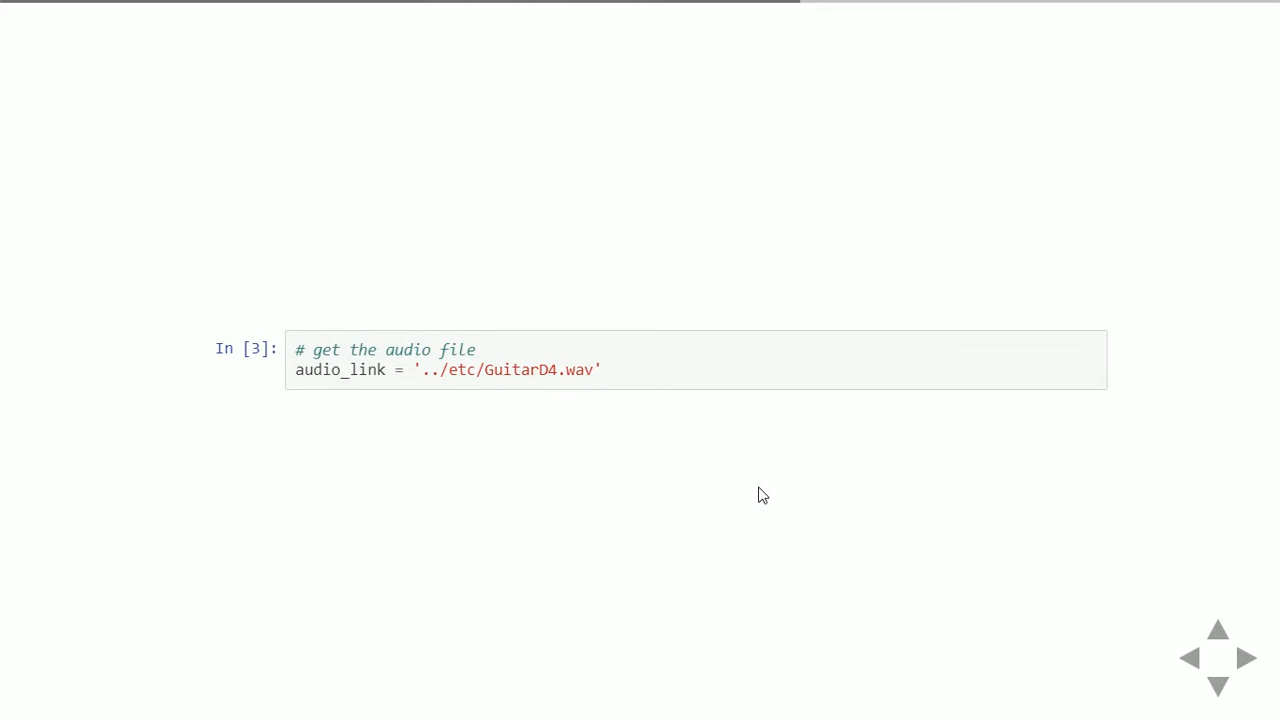 In [3]:
# get the audio file
audio_link = '../etc/GuitarD4.wav'